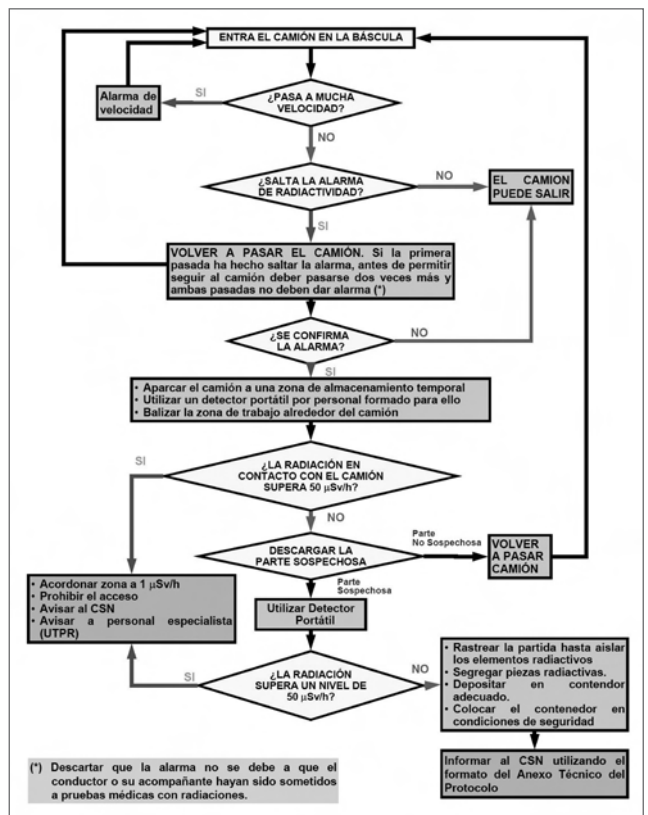 ENTRA EL CAMIÓN EN LA BÁSCULA
Alarma de
velocidad
SI
¿PASA A MUCHA
VELOCIDAD?
NO
¿SALTA LA ALARMA
DE RADIACTIVIDAD?
NO
EL CAMION
PUEDE SALIR
SI
VOLVER A PASAR EL CAMIÓN. Si la primera
pasada ha hecho saltar la alarma, antes de permitir
seguir al camión deber pasarse dos veces más y
ambas pasadas no deben dar alarma (*)
¿SE CONFIRMA
LA ALARMA?
NO
SI
• Aparcar el camión a una zona de almacenamiento temporal
• Utilizar un detector portátil por personal formado para ello
• Balizar la zona de trabajo alrededor del camión
¿LA RADIACIÓN EN
CONTACTO CON EL CAMIÓN
SUPERA 50 µSv/h?
SI
NO
DESCARGAR LA
PARTE SOSPECHOSA
Parte
No Sospechosa
VOLVER
A PASAR
CAMIÓN
Parte
Sospechosa
• Acordonar zona a 1 µSv/h
• Prohibir el acceso
• Avisar al CSN
• Avisar a personal especialista
(UTPR)
Utilizar Detector
Portátil
¿LA RADIACIÓN
SUPERA UN NIVEL DE
50 µSv/h?
SI
NO
• Rastrear la partida hasta aislar
los elementos radiactivos
• Segregar piezas radiactivas.
• Depositar en contendor
adecuado.
• Colocar el contenedor en
condiciones de seguridad
Informar al CSN utilizando el
formato del Anexo Técnico del
Protocolo
(*) Descartar que la alarma no se debe a que el
conductor o su acompañante hayan sido sometidos
a pruebas médicas con radiaciones.